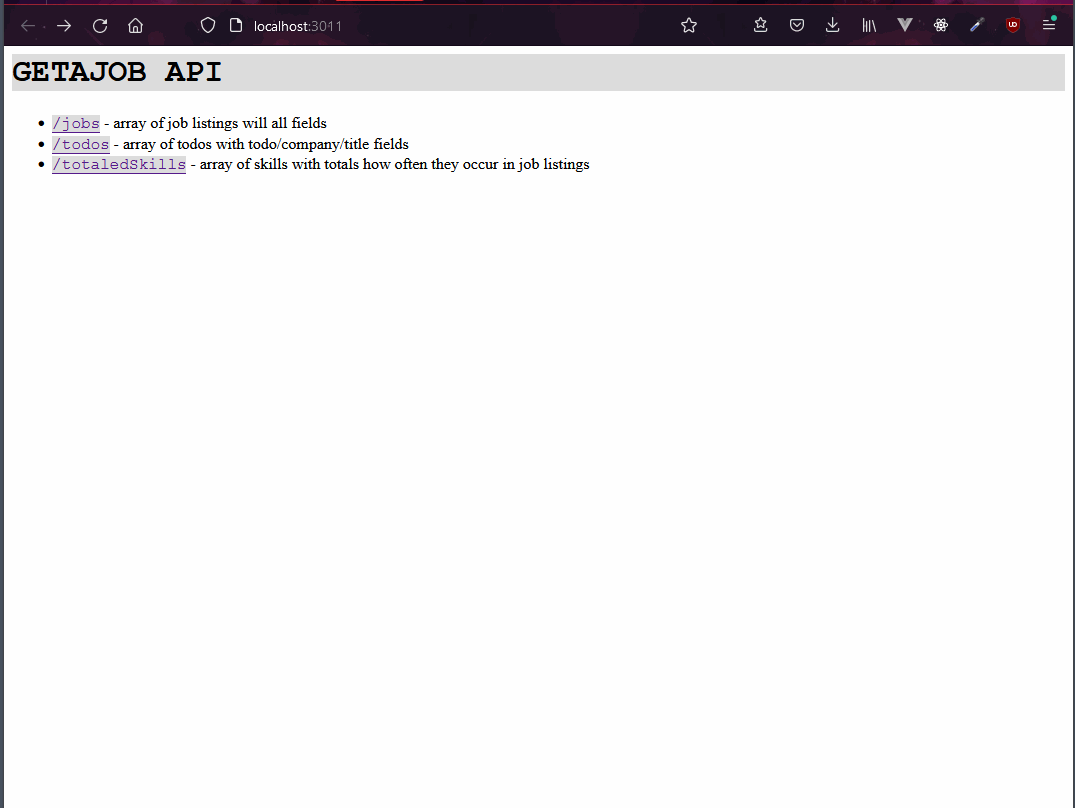 localhost:3011
GETAJOB API
/jobs - array of job listings will all fields
/todos - array of todos with todo/company/title fields
/totaledSkills - array of skills with totals how often they occur in job listings